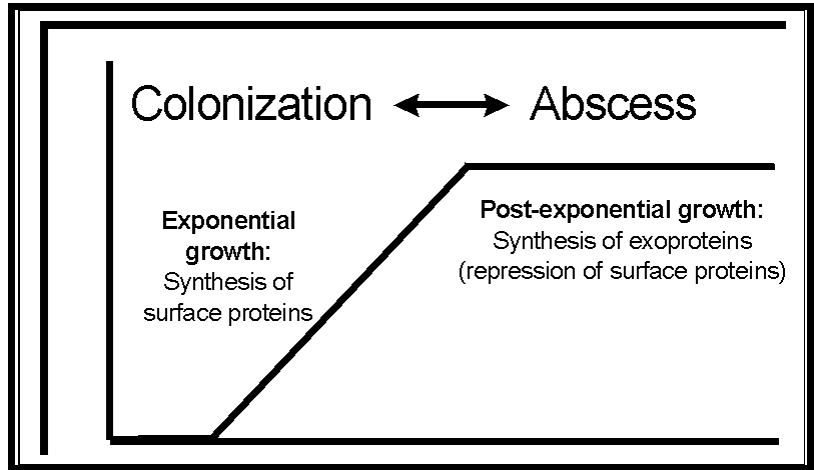 Colonization ↔ Abscess
Exponential
growth:
Synthesis of
surface proteins
Post-exponential growth:
Synthesis of exoproteins
(repression of surface proteins)